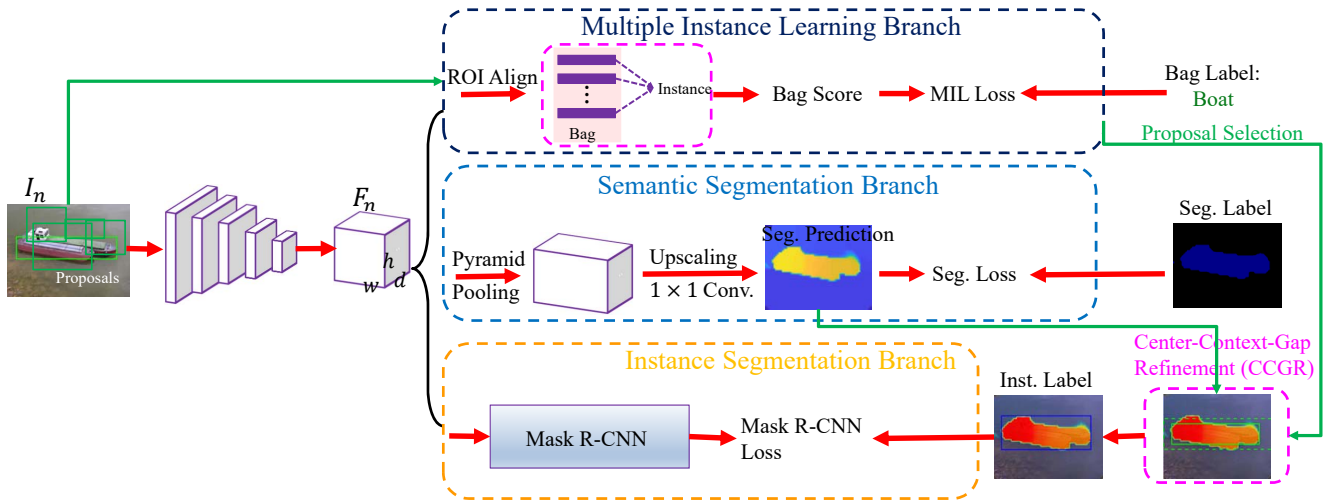 Multiple Instance Learning Branch
ROI Align
Instance
Bag
Bag Score
MIL Loss
Bag Label:
Boat
Proposal Selection
I_n
Proposals
F_n
h
w
d
Semantic Segmentation Branch
Pyramid
Pooling
Upscaling
1 × 1 Conv.
Seg. Prediction
Seg. Loss
Seg. Label
Center-Context-Gap
Refinement (CCGR)
Instance Segmentation Branch
Mask R-CNN
Mask R-CNN
Loss
Inst. Label